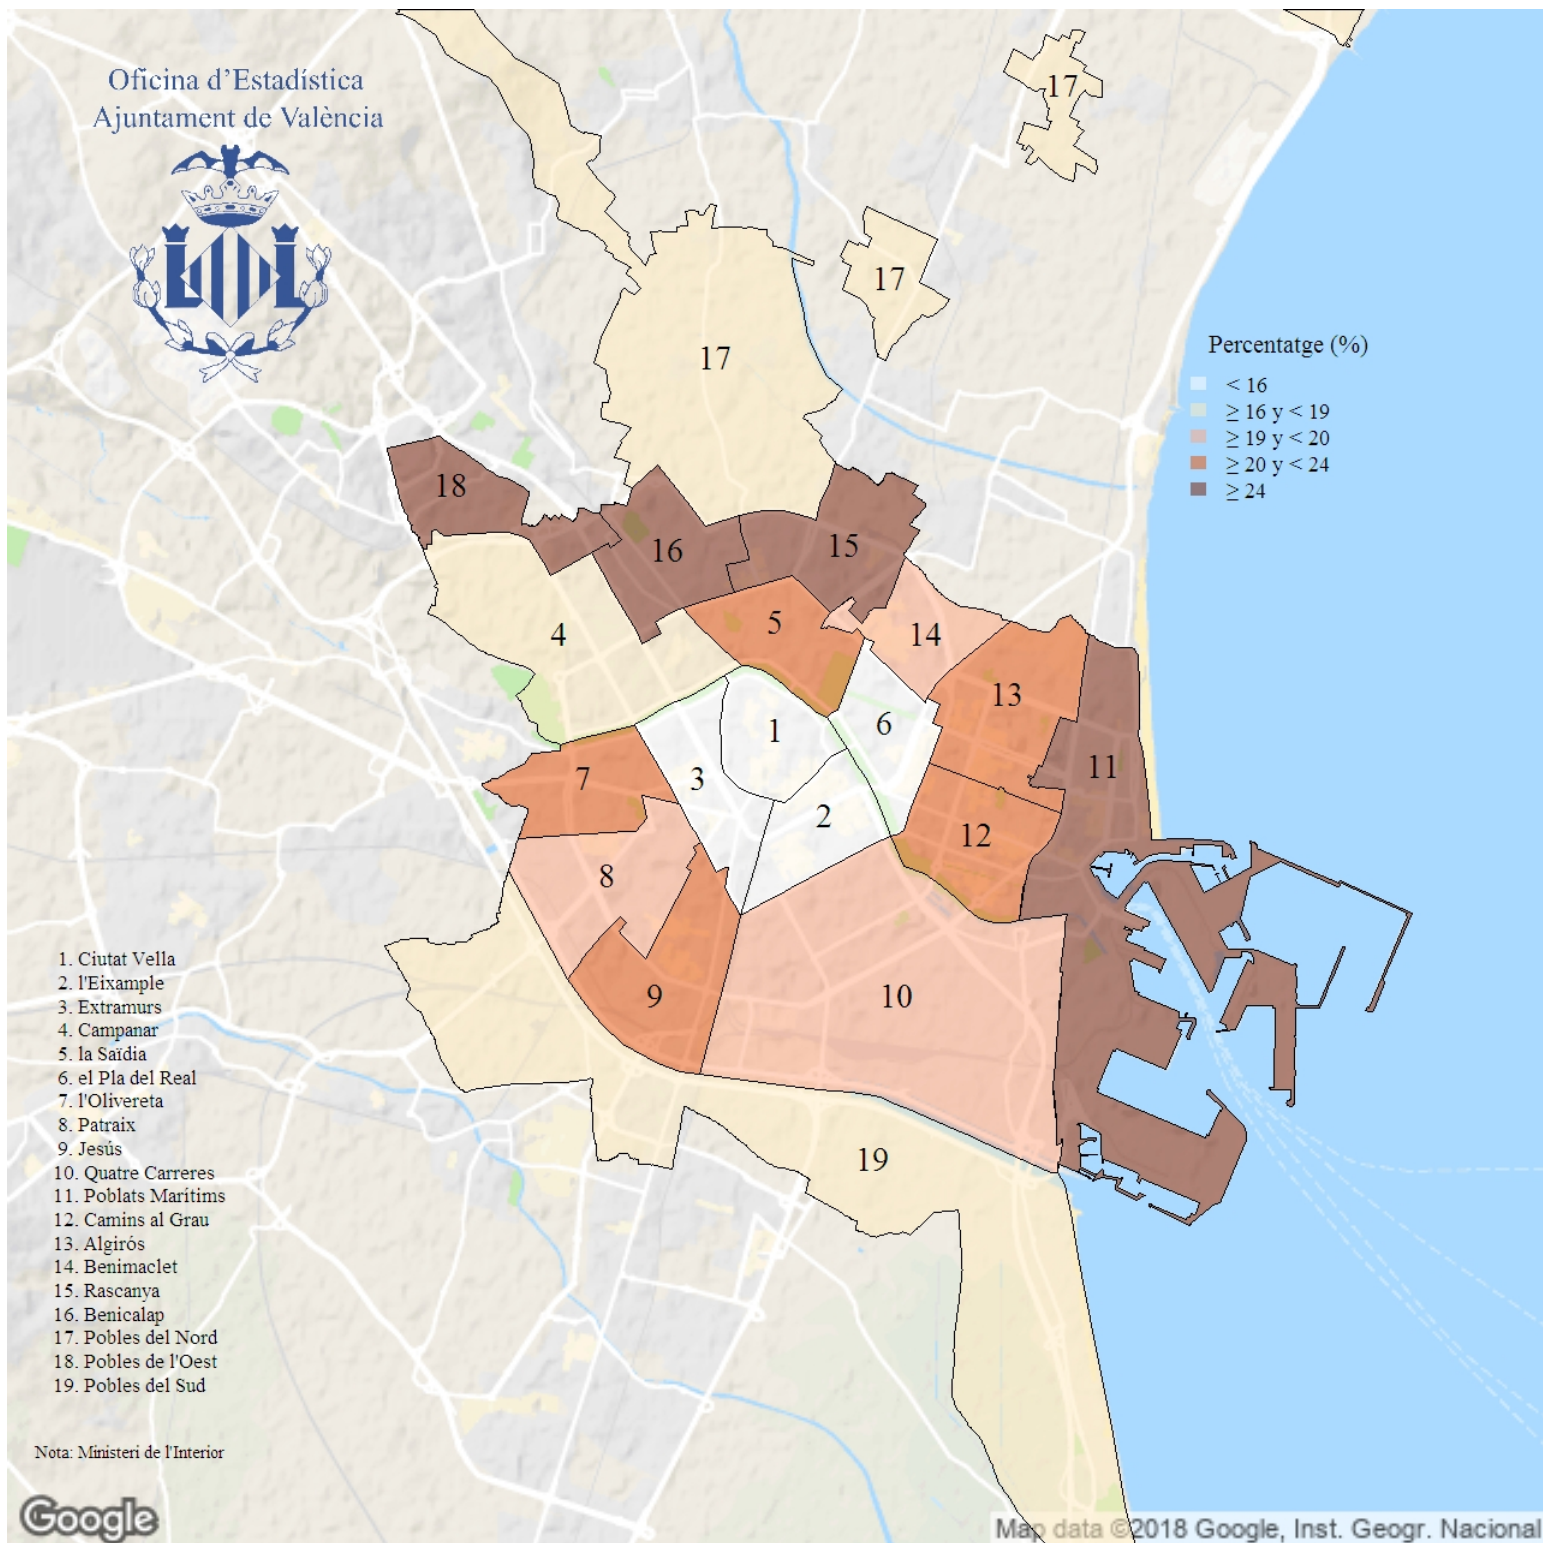 Oficina d'Estadística
Ajuntament de València
17
17
17
Percentatge (%)
< 16
≥ 16 y < 19
≥ 19 y < 20
≥ 20 y < 24
≥ 24
18
16
15
4
5
14
13
6
1
11
7
3
2
12
8
9
10
19
1. Ciutat Vella
2. l'Eixample
3. Extramurs
4. Campanar
5. la Saïdia
6. el Pla del Real
7. l'Olivereta
8. Patraix
9. Jesús
10. Quatre Carreres
11. Poblats Marítims
12. Camins al Grau
13. Algirós
14. Benimaclet
15. Rascanya
16. Benicalap
17. Pobles del Nord
18. Pobles de l'Oest
19. Pobles del Sud
Nota: Ministeri de l'Interior
Google
Map data ©2018 Google, Inst. Geogr. Nacional